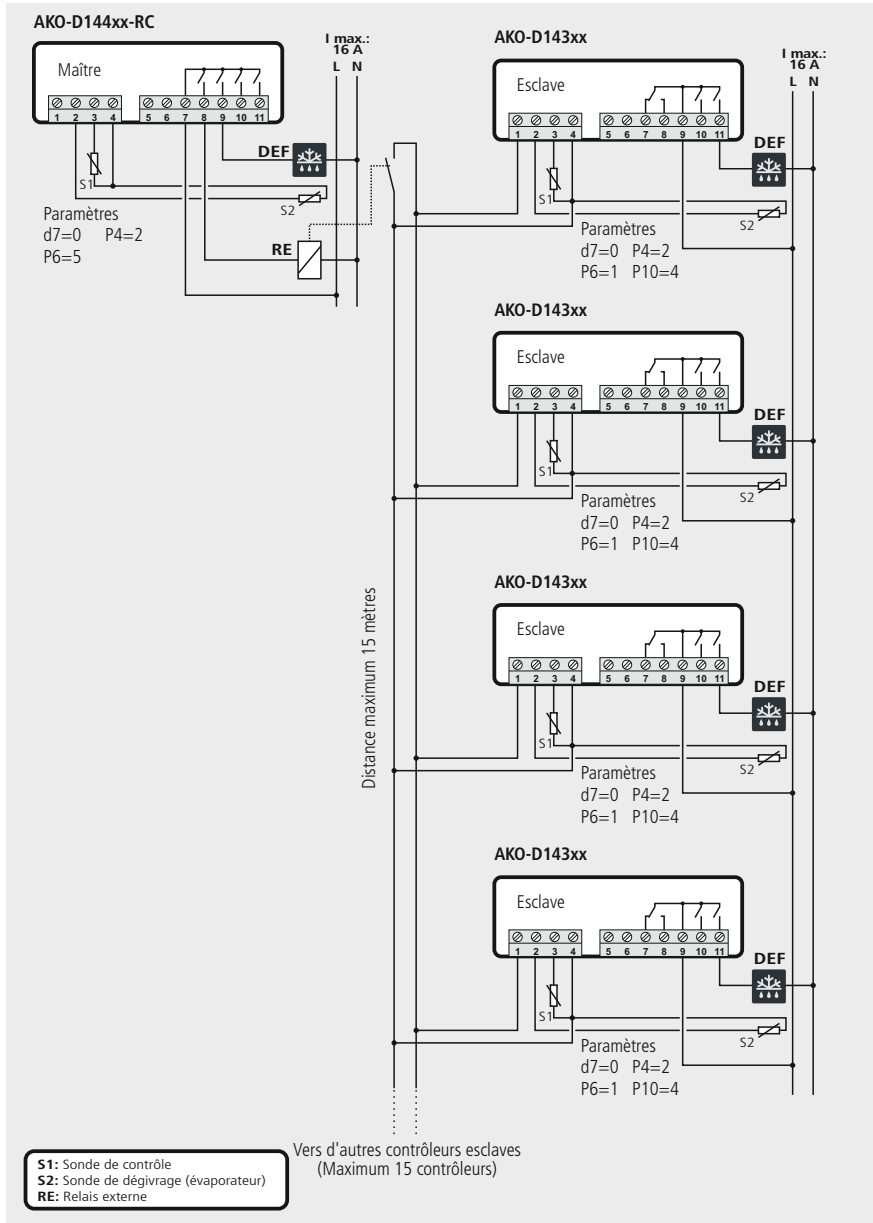 AKO-D144xx-RC
I max.:
16 A
L N
Maître
1 2 3 4 5 6 7 8 9 10 11
DEF
S1
S2
Paramètres
d7=0 P4=2
P6=5
RE
AKO-D143xx
I max.:
16 A
L N
Esclave
1 2 3 4 5 6 7 8 9 10 11
DEF
S1
S2
Paramètres
d7=0 P4=2
P6=1 P10=4
AKO-D143xx
Esclave
1 2 3 4 5 6 7 8 9 10 11
DEF
S1
S2
Paramètres
d7=0 P4=2
P6=1 P10=4
AKO-D143xx
Esclave
1 2 3 4 5 6 7 8 9 10 11
DEF
S1
S2
Paramètres
d7=0 P4=2
P6=1 P10=4
AKO-D143xx
Esclave
1 2 3 4 5 6 7 8 9 10 11
DEF
S1
S2
Paramètres
d7=0 P4=2
P6=1 P10=4
Distance maximum 15 mètres
Vers d'autres contrôleurs esclaves
(Maximum 15 contrôleurs)
S1: Sonde de contrôle
S2: Sonde de dégivrage (évaporateur)
RE: Relais externe